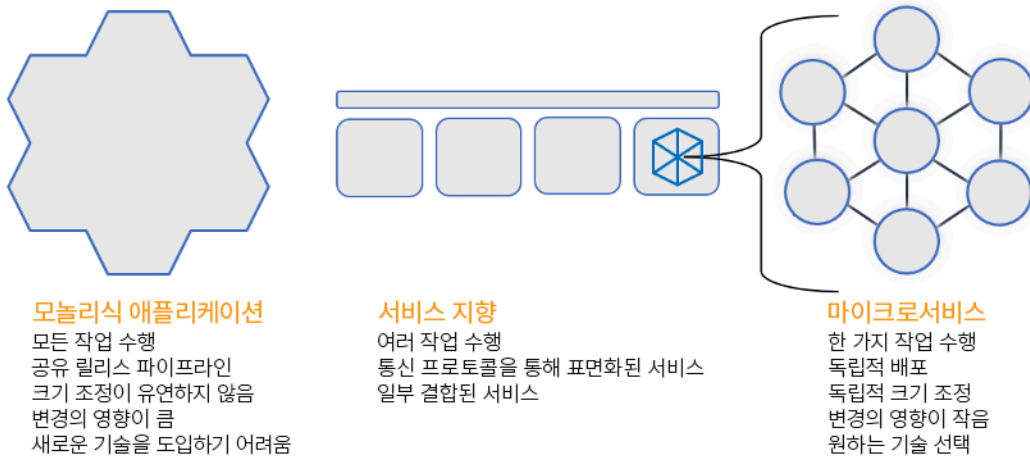 모놀리식 애플리케이션
모든 작업 수행
공유 릴리스 파이프라인
크기 조정이 유연하지 않음
변경의 영향이 큼
새로운 기술을 도입하기 어려움
서비스 지향
여러 작업 수행
통신 프로토콜을 통해 표면화된 서비스
일부 결합된 서비스
마이크로서비스
한 가지 작업 수행
독립적 배포
독립적 크기 조정
변경의 영향이 작음
원하는 기술 선택